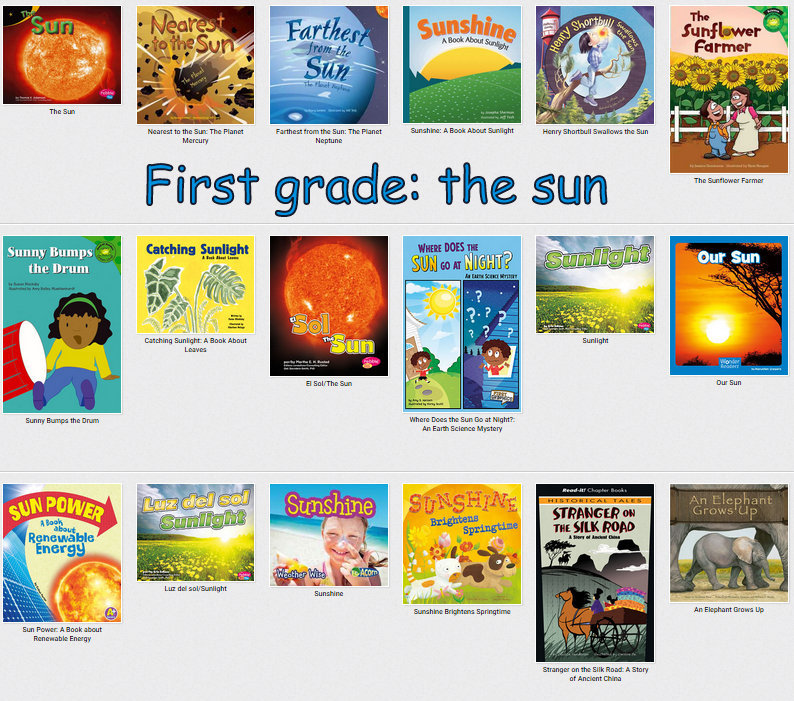 The
Sun
Nearest
to the Sun
The Planet
Mercury
Farthest
from the
Sun
The Planet Neptune
Sunshine
A Book About Sunlight
Henry Shortbull Swallows the Sun
The
Sunflower
Farmer
The Sun
Nearest to the Sun: The Planet
Mercury
Farthest from the Sun: The Planet
Neptune
Sunshine: A Book About Sunlight
Henry Shortbull Swallows the Sun
The Sunflower Farmer
First grade: the sun
Sunny Bumps
the Drum
Catching Sunlight
A Book About Leaves
El Sol
The Sun
WHERE DOES THE
SUN GO AT NIGHT?
AN EARTH SCIENCE MYSTERY
Sunlight
Our Sun
Wonder
Readers
Sunny Bumps the Drum
Catching Sunlight: A Book About
Leaves
El Sol/The Sun
Where Does the Sun Go at Night?:
An Earth Science Mystery
Sunlight
Our Sun
SUN POWER
A Book
about
Renewable
Energy
Luz del sol
Sunlight
Sunshine
Weather Wise
Acorn
SUNSHINE
Brightens
Springtime
Read-it! Chapter Books
HISTORICAL TALES
STRANGER ON
THE SILK ROAD
A Story of Ancient China
An Elephant
Grows Up
Sun Power: A Book about
Renewable Energy
Luz del sol/Sunlight
Sunshine
Sunshine Brightens Springtime
Stranger on the Silk Road: A Story
of Ancient China
An Elephant Grows Up